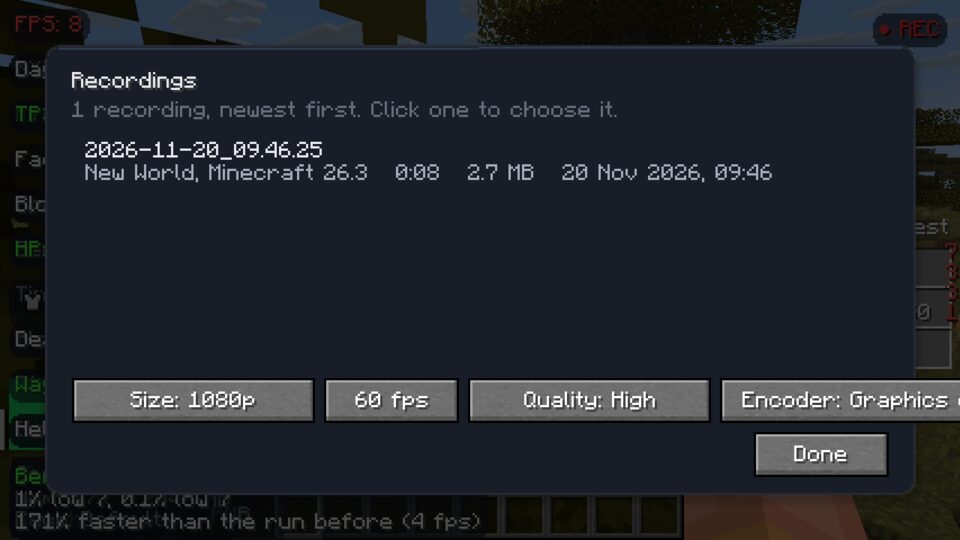 FPS: 8
REC
Recordings
1 recording, newest first. Click one to choose it.
2026-11-20_09.46.25
New World, Minecraft 26.3 0:08 2.7 MB 20 Nov 2026, 09:46
Size: 1080p
60 fps
Quality: High
Encoder: Graphics
Done
1% low ?, 0.1% low ?
171% faster than the run before (4 fps)